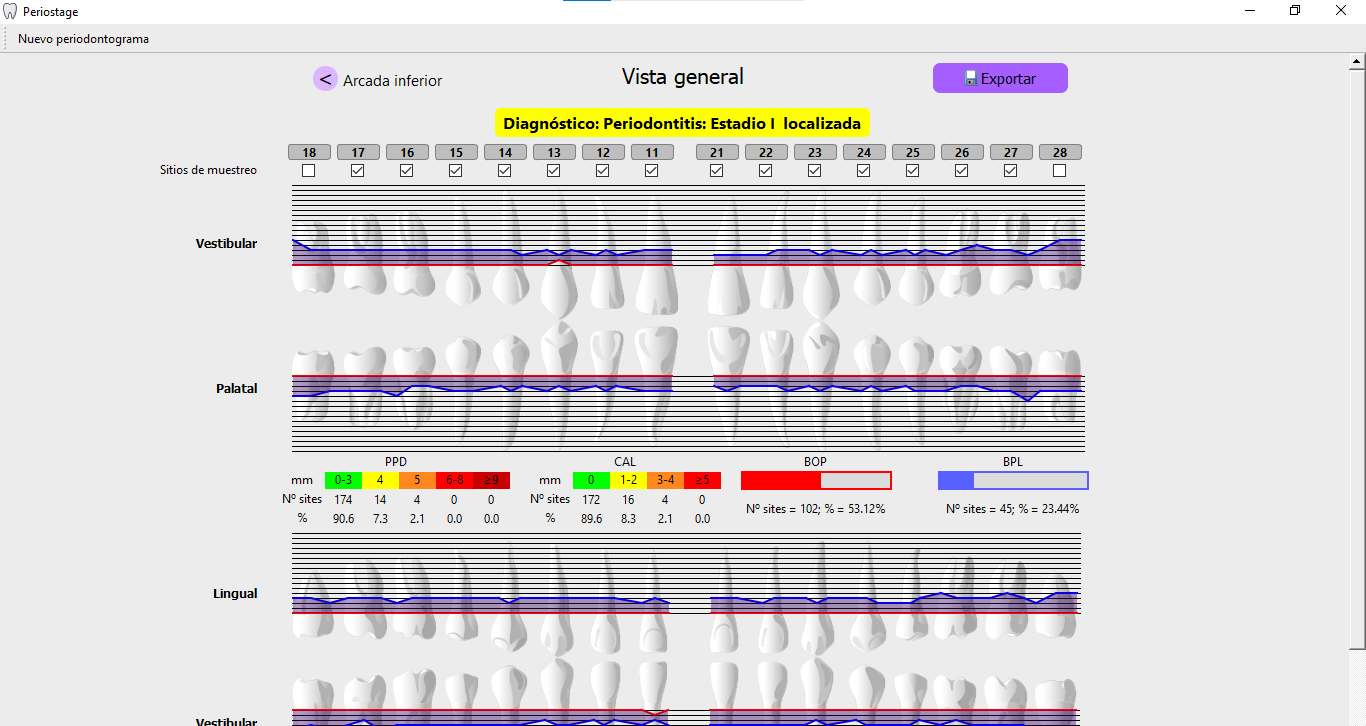 Periostage
Nuevo periodontograma
< Arcada inferior
Vista general
Exportar
Diagnóstico: Periodontitis: Estadio I localizada
18 17 16 15 14 13 12 11 21 22 23 24 25 26 27 28
Sitios de muestreo
Vestibular
Palatal
PPD CAL BOP BPL
mm 0-3 4 5 6-8 ≥9 mm 0 1-2 3-4 ≥5
Nº sites 174 14 4 0 0 Nº sites 172 16 4 0
Nº sites = 102; % = 53.12% Nº sites = 45; % = 23.44%
% 90.6 7.3 2.1 0.0 0.0 % 89.6 8.3 2.1 0.0
Lingual
Vestibular